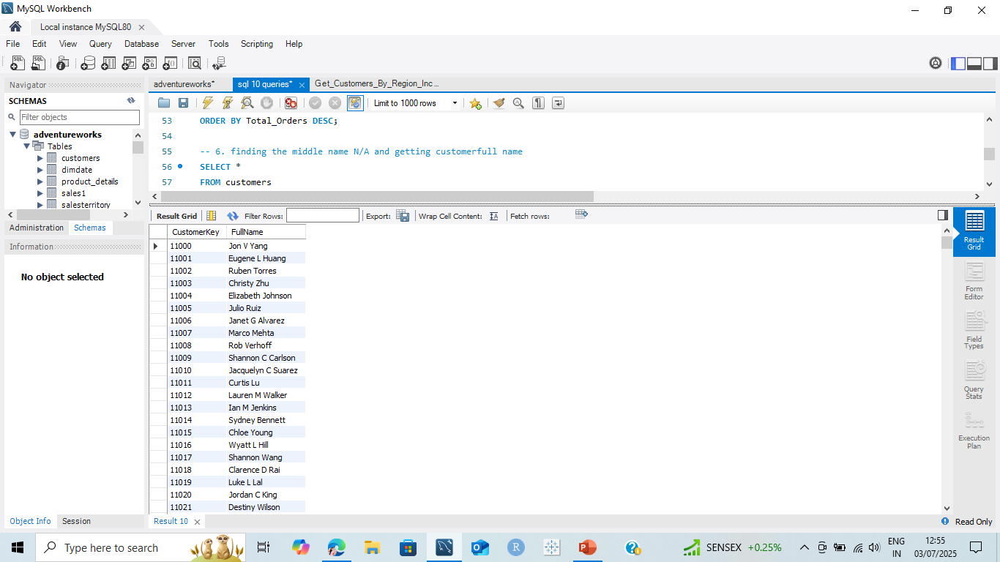 MySQL Workbench
Local instance MySQL80
File Edit View Query Database Server Tools Scripting Help
Navigator
SCHEMAS
Filter objects
adventureworks
Tables
customers
dimdate
product_details
sales1
salesterritory
Administration Schemas
Information
No object selected
Object Info Session
adventureworks* sql 10 queries* Get_Customers_By_Region_Inc...
Limit to 1000 rows
53 ORDER BY Total_Orders DESC;
54
55 -- 6. finding the middle name N/A and getting customerfull name
56 SELECT *
57 FROM customers
Result Grid Filter Rows: Export: Wrap Cell Content: Fetch rows:
CustomerKey FullName
11000 Jon V Yang
11001 Eugene L Huang
11002 Ruben Torres
11003 Christy Zhu
11004 Elizabeth Johnson
11005 Julio Ruiz
11006 Janet G Alvarez
11007 Marco Mehta
11008 Rob Verhoff
11009 Shannon C Carlson
11010 Jacquelyn C Suarez
11011 Curtis Lu
11012 Lauren M Walker
11013 Ian M Jenkins
11014 Sydney Bennett
11015 Chloe Young
11016 Wyatt L Hill
11017 Shannon Wang
11018 Clarence D Rai
11019 Luke L Lal
11020 Jordan C King
11021 Destiny Wilson
Result
Grid
Form
Editor
Field
Types
Query
Stats
Execution
Plan
Result 10
Read Only
Type here to search
SENSEX +0.25%
ENG
IN
12:55
03/07/2025